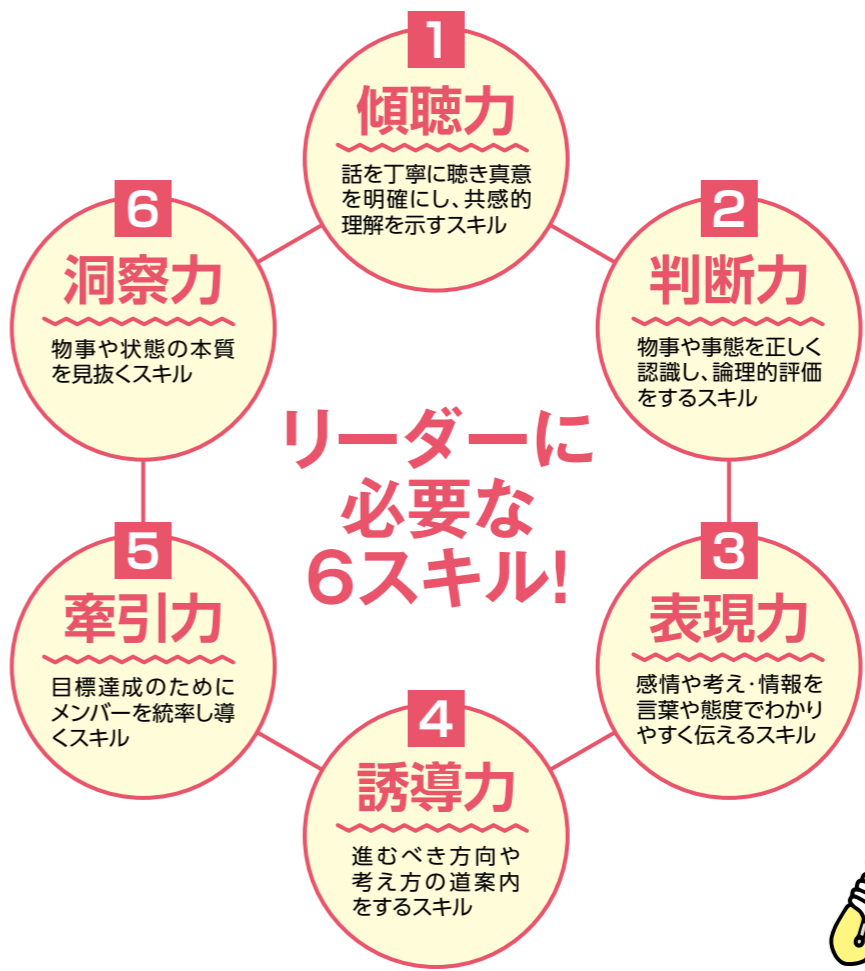 1
傾聴力
話を丁寧に聴き真意
を明確にし、共感的
理解を示すスキル
2
判断力
物事や事態を正しく
認識し、論理的評価
をするスキル
3
表現力
感情や考え・情報を
言葉や態度でわかり
やすく伝えるスキル
4
誘導力
進むべき方向や
考え方の道案内
をするスキル
5
牽引力
目標達成のために
メンバーを統率し導
くスキル
6
洞察力
物事や状態の本質
を見抜くスキル
リーダーに
必要な
6スキル!